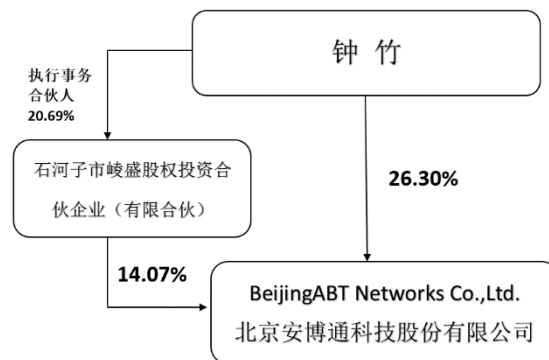 钟 竹
执行事务
合伙人
20.69%
石河子市崚盛股权投资合
伙企业（有限合伙）
26.30%
14.07%
BeijingABT Networks Co.,Ltd.
北京安博通科技股份有限公司